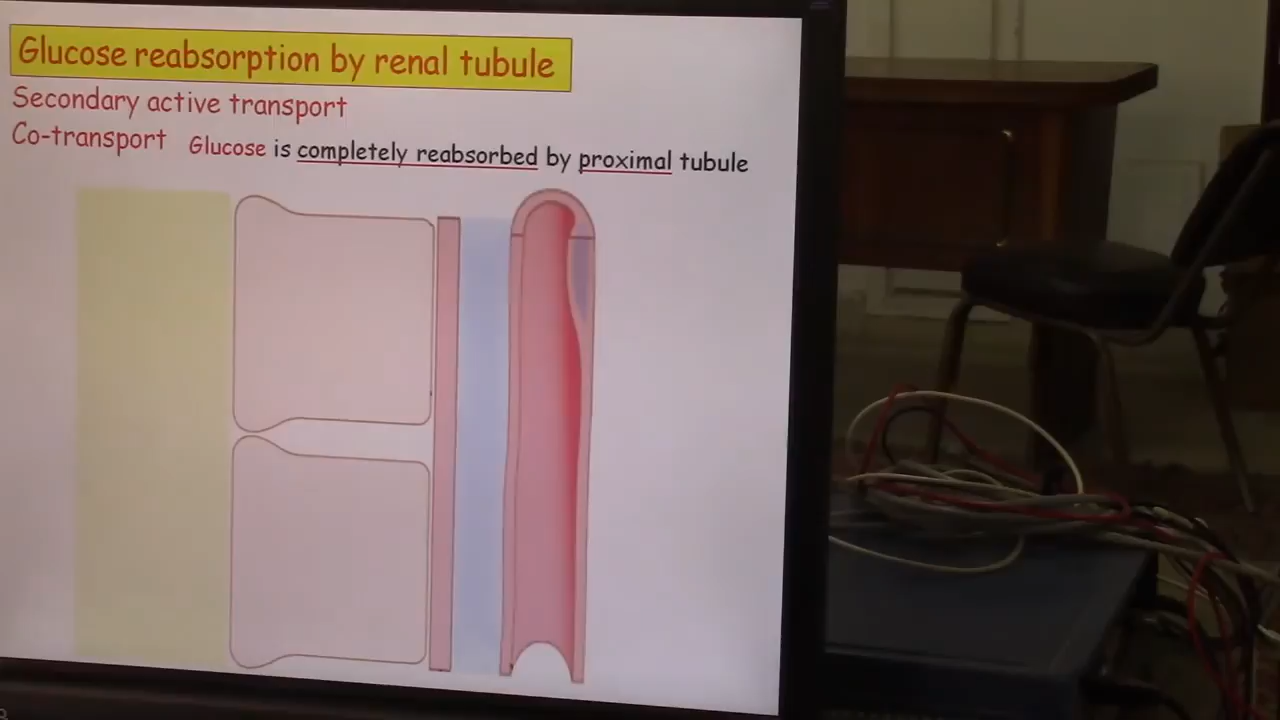 Glucose reabsorption by renal tubule
Secondary active transport
Co-transport Glucose is completely reabsorbed by proximal tubule